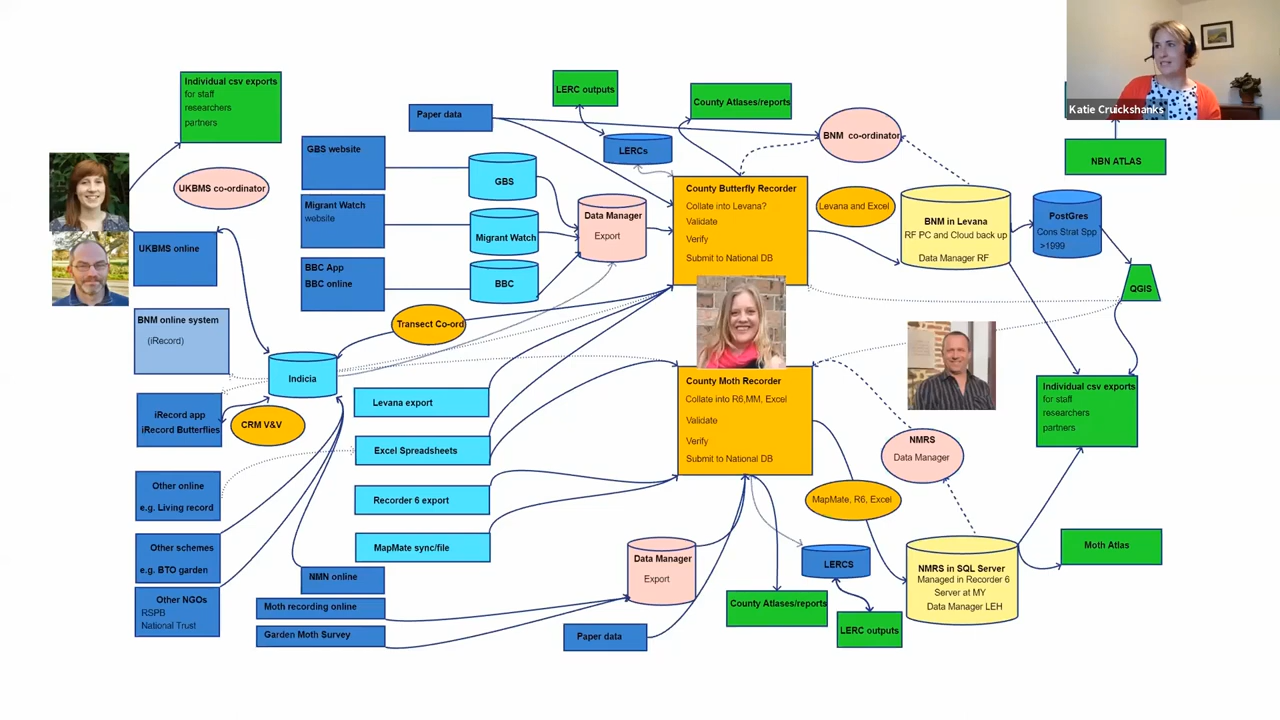 Individual csv exports
for staff
researchers
partners
UKBMS co-ordinator
UKBMS online
BNM online system
(iRecord)
iRecord app
iRecord Butterflies
CRM V&V
Other online
e.g. Living record
Other schemes
e.g. BTO garden
Other NGOs
RSPB
National Trust
Indicia
GBS website
Migrant Watch
website
BBC App
BBC online
Paper data
GBS
Migrant Watch
BBC
Transect Co-ord
Data Manager
Export
Levana export
Excel Spreadsheets
Recorder 6 export
MapMate sync/file
NMN online
Moth recording online
Garden Moth Survey
LERC outputs
LERCs
County Atlases/reports
BNM co-ordinator
County Butterfly Recorder
Collate into Levana?
Validate
Verify
Submit to National DB
Levana and Excel
BNM in Levana
RF PC and Cloud back up
Data Manager RF
PostGres
Cons Strat Spp
>1999
QGIS
NBN ATLAS
Katie Cruickshanks
County Moth Recorder
Collate into R6,MM, Excel
Validate
Verify
Submit to National DB
NMRS
Data Manager
MapMate, R6, Excel
Individual csv exports
for staff
researchers
partners
Data Manager
Export
Paper data
County Atlases/reports
LERCS
LERC outputs
NMRS in SQL Server
Managed in Recorder 6
Server at MY
Data Manager LEH
Moth Atlas